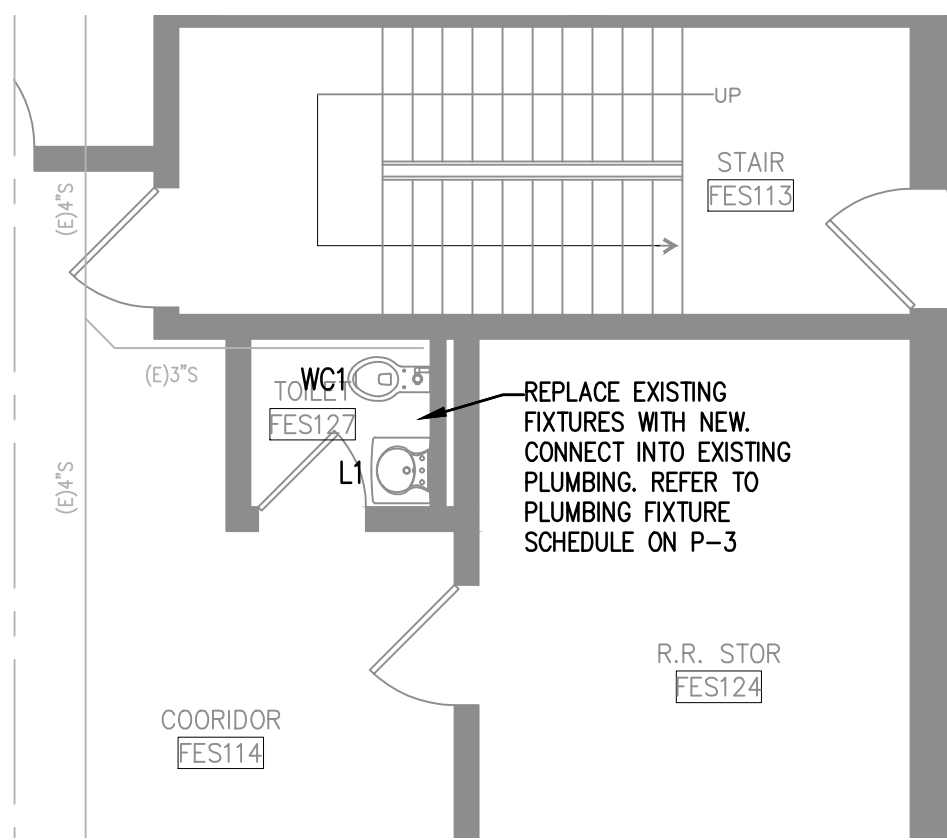 UP
STAIR
FES113
(E)4"S
(E)3"S
WC1
TOILET
FES127
L1
REPLACE EXISTING
FIXTURES WITH NEW.
CONNECT INTO EXISTING
PLUMBING. REFER TO
PLUMBING FIXTURE
SCHEDULE ON P-3
(E)4"S
R.R. STOR
FES124
COORIDOR
FES114